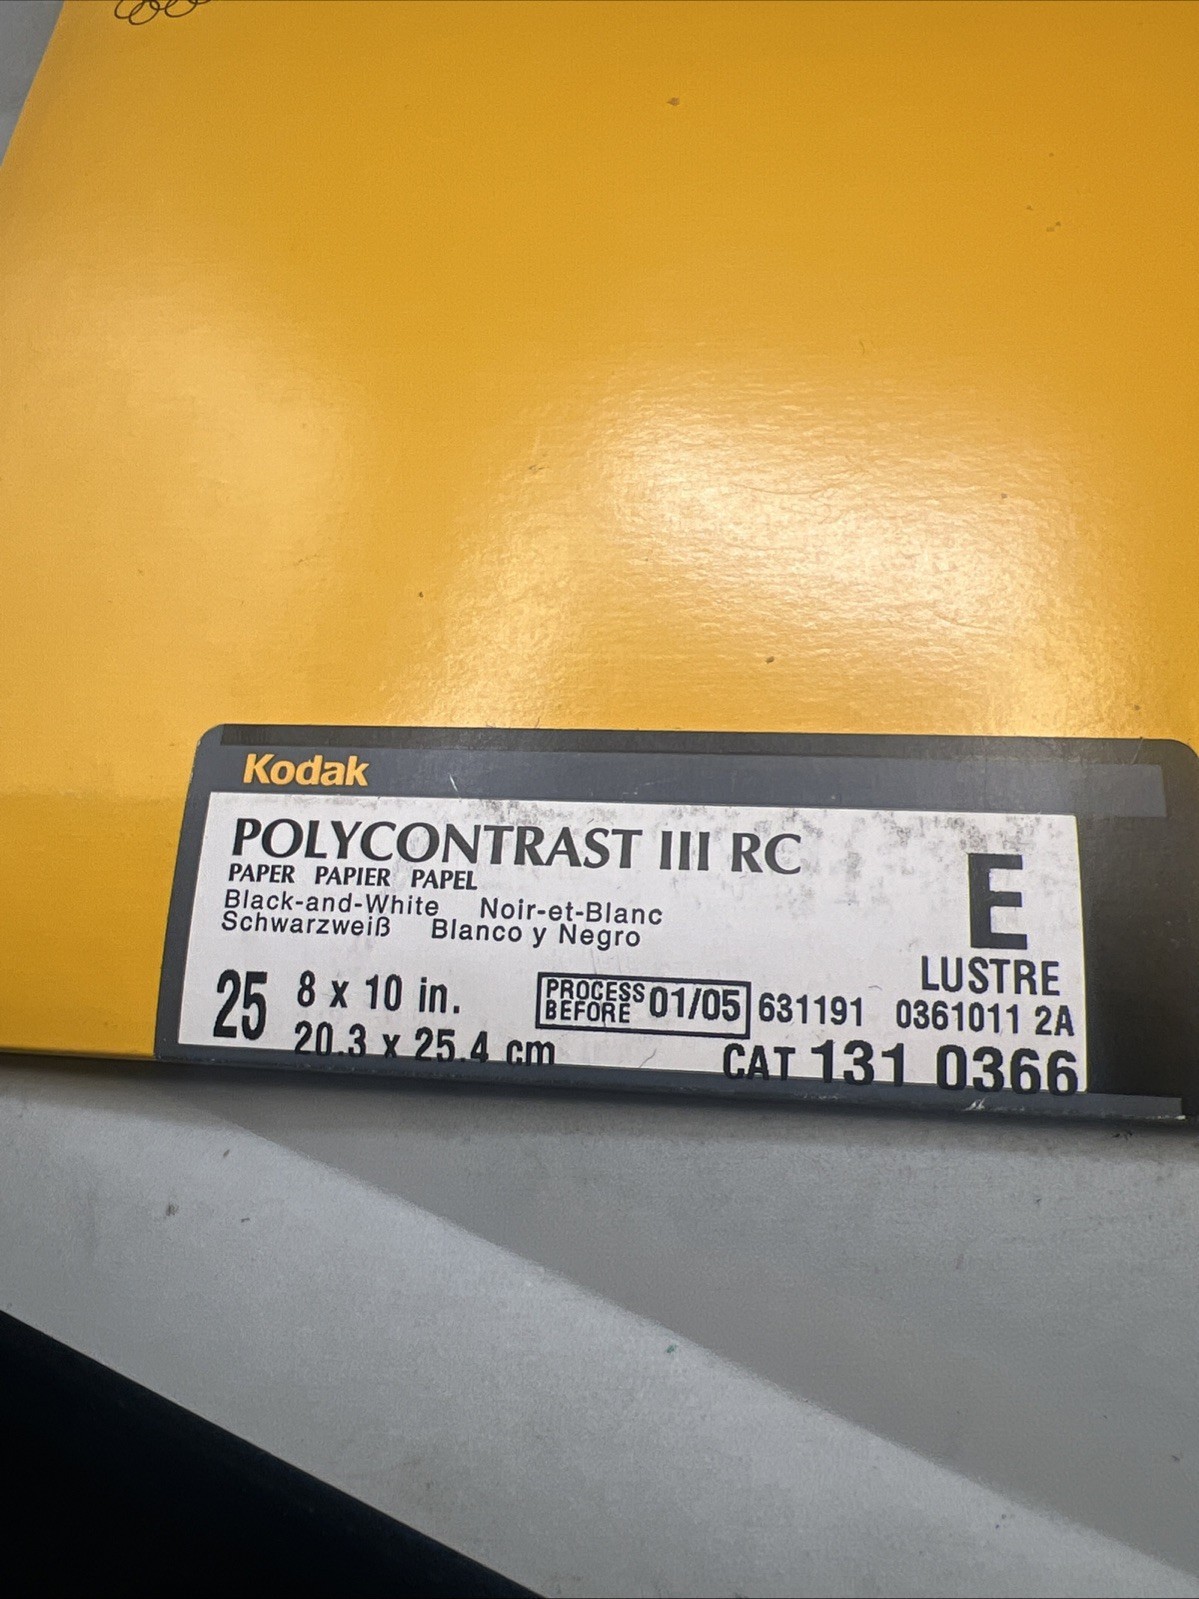 Kodak
POLYCONTRAST III RC
PAPER PAPIER PAPEL
Black-and-White Noir-et-Blanc
Schwarzweiß Blanco y Negro
E
LUSTRE
25 8 x 10 in.
20.3 x 25.4 cm
PROCESS
BEFORE 01/05 631191 0361011 2A
CAT 131 0366